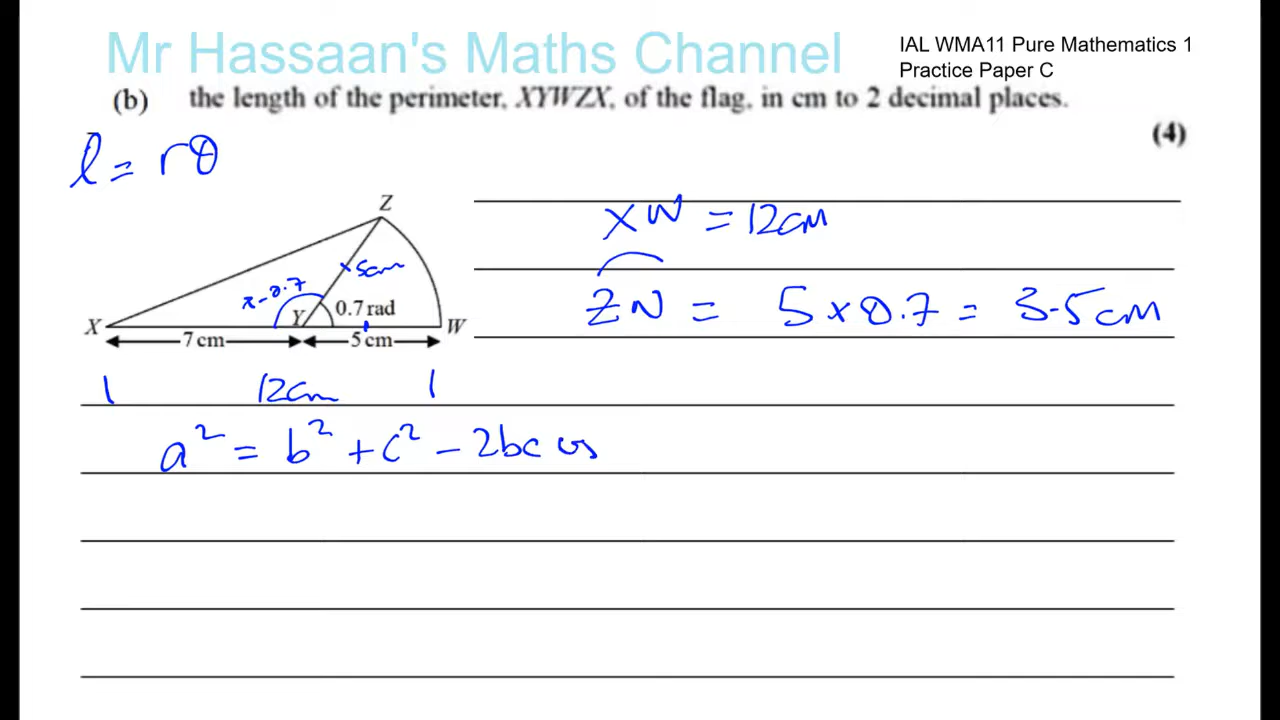 Mr Hassaan's Maths Channel
IAL WMA11 Pure Mathematics 1
Practice Paper C
(b) the length of the perimeter, XYWZX, of the flag, in cm to 2 decimal places.
(4)
l = rθ
Z
5cm
π-0.7
0.7 rad
X
Y
W
7 cm
5 cm
12cm
XW = 12cm
ZW = 5 × 0.7 = 3.5cm
a² = b² + c² - 2bc cos